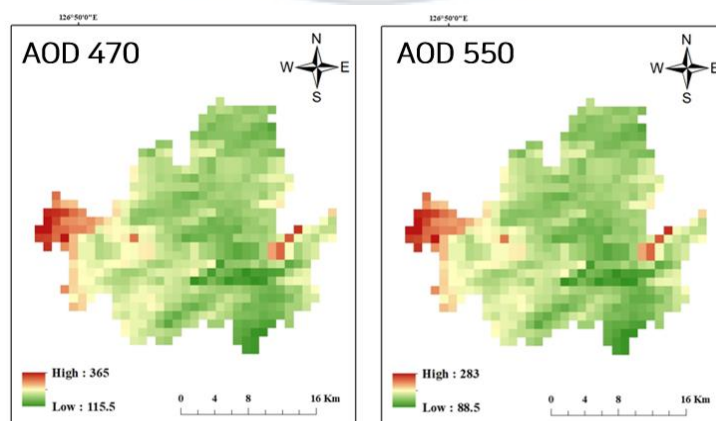 126°50'0"E
AOD 470
N
W E
S
High : 365
Low : 115.5
0 4 8 16 Km
126°50'0"E
AOD 550
N
W E
S
High : 283
Low : 88.5
0 4 8 16 Km